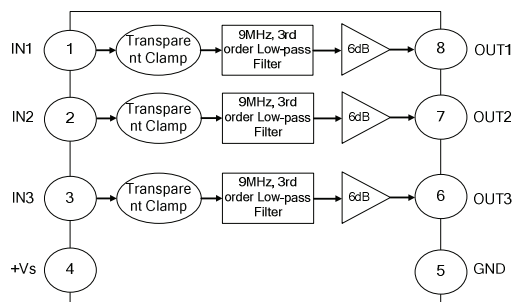 IN1
1
Transpare
nt Clamp
9MHz, 3rd
order Low-pass
Filter
6dB
8
OUT1
IN2
2
Transpare
nt Clamp
9MHz, 3rd
order Low-pass
Filter
6dB
7
OUT2
IN3
3
Transpare
nt Clamp
9MHz, 3rd
order Low-pass
Filter
6dB
6
OUT3
+Vs
4
5
GND